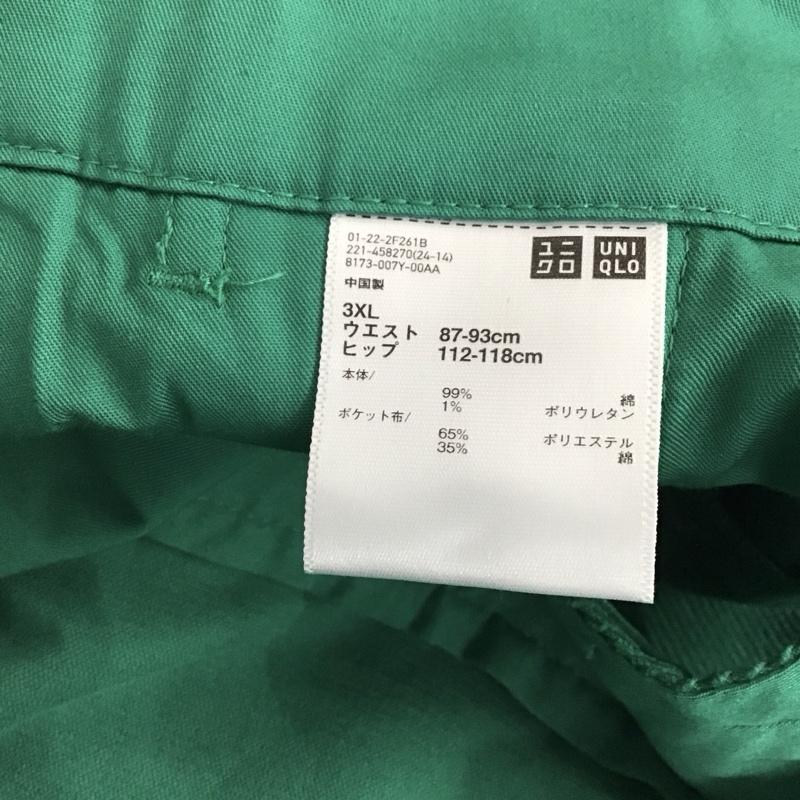 01-22-2F261B
221-458270(24-14)
8173-007Y-00AA
ユニ
クロ
UNI
QLO
中国製
3XL
ウエスト 87-93cm
ヒップ 112-118cm
本体/
99% 綿
1% ポリウレタン
ポケット布/
65% ポリエステル
35% 綿